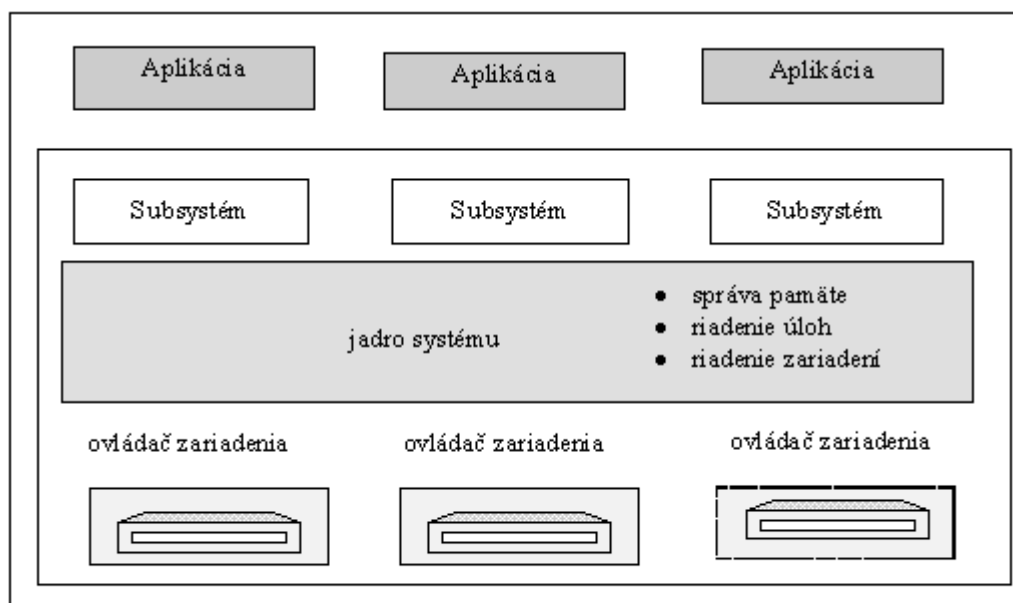 Aplikácia Aplikácia Aplikácia
Subsystém Subsystém Subsystém
jadro systému
● správa pamäte
● riadenie úloh
● riadenie zariadení
ovládač zariadenia ovládač zariadenia ovládač zariadenia